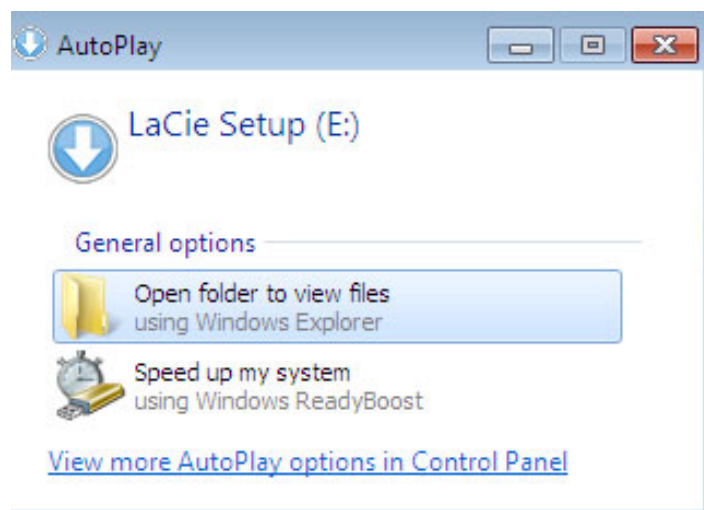 AutoPlay
LaCie Setup (E:)
General options
Open folder to view files
using Windows Explorer
Speed up my system
using Windows ReadyBoost
View more AutoPlay options in Control Panel